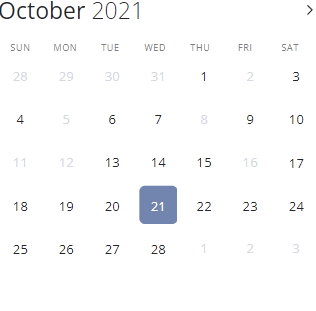 October 2021
SUN MON TUE WED THU FRI SAT
28 29 30 31 1 2 3
4 5 6 7 8 9 10
11 12 13 14 15 16 17
18 19 20 21 22 23 24
25 26 27 28 1 2 3